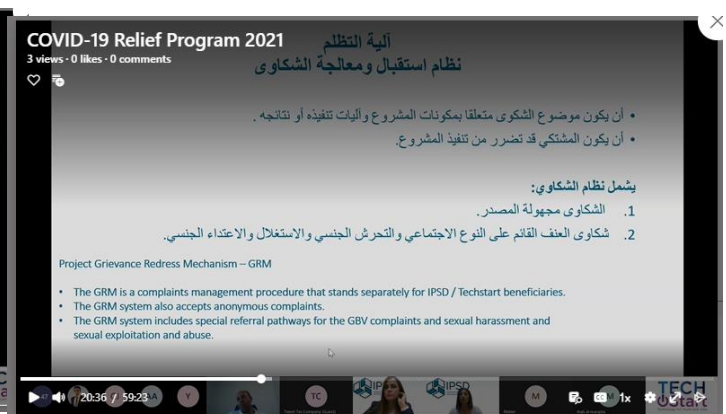 COVID-19 Relief Program 2021
3 views · 0 likes · 0 comments
آلية التظلم
نظام استقبال ومعالجة الشكاوى
• أن يكون موضوع الشكوى متعلقا بمكونات المشروع وآليات تنفيذه أو نتائجه .
• أن يكون المشتكي قد تضرر من تنفيذ المشروع.
يشمل نظام الشكاوي:
1. الشكاوى مجهولة المصدر.
2. شكاوى العنف القائم على النوع الاجتماعي والتحرش الجنسي والاستغلال والاعتداء الجنسي.
Project Grievance Redress Mechanism – GRM
• The GRM is a complaints management procedure that stands separately for IPSD / Techstart beneficiaries.
• The GRM system also accepts anonymous complaints.
• The GRM system includes special referral pathways for the GBV complaints and sexual harassment and
sexual exploitation and abuse.
20:36 / 59:23
AA
Y
TC
IPSD
M
1x
TECH
Start